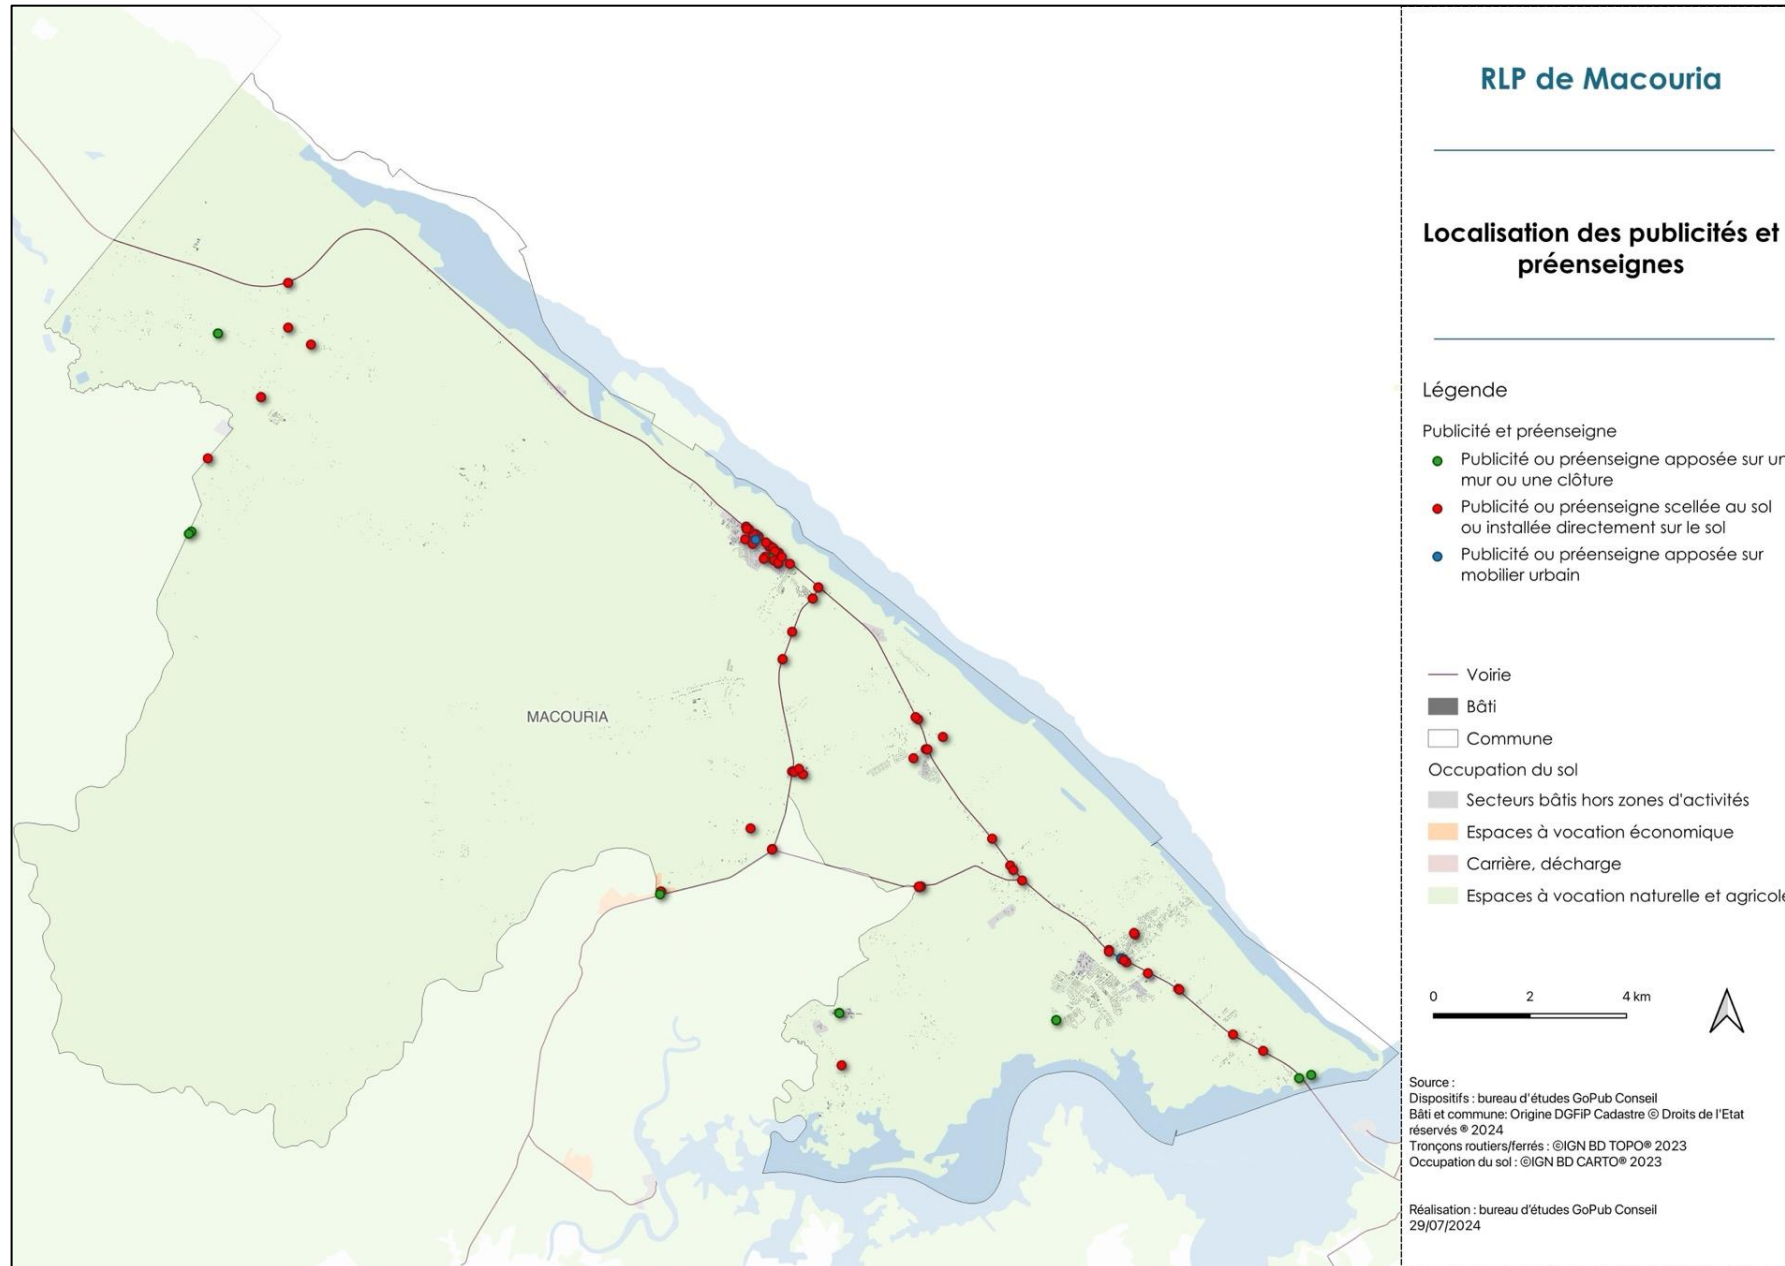 RLP de Macouria
Localisation des publicités et
préenseignes
Légende
Publicité et préenseigne
Publicité ou préenseigne apposée sur un
mur ou une clôture
Publicité ou préenseigne scellée au sol
ou installée directement sur le sol
Publicité ou préenseigne apposée sur
mobilier urbain
Voirie
Bâti
Commune
Occupation du sol
Secteurs bâtis hors zones d'activités
Espaces à vocation économique
Carrière, décharge
Espaces à vocation naturelle et agricole
0 2 4 km
Source :
Dispositifs : bureau d'études GoPub Conseil
Bâti et commune: Origine DGFiP Cadastre © Droits de l'Etat
réservés ® 2024
Tronçons routiers/ferrés : ©IGN BD TOPO® 2023
Occupation du sol : ©IGN BD CARTO® 2023
Réalisation : bureau d'études GoPub Conseil
29/07/2024
MACOURIA